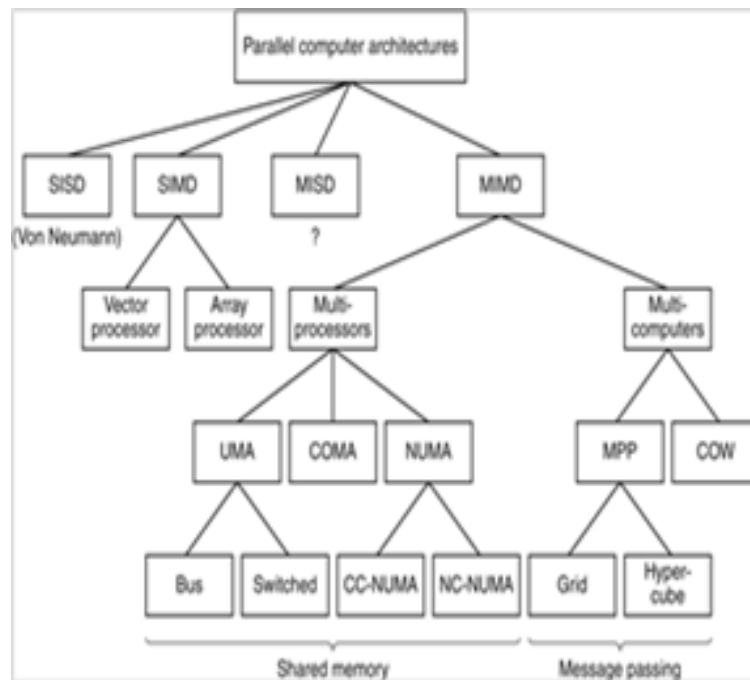 Parallel computer architectures
SISD
SIMD
MISD
MIMD
(Von Neumann)
?
Vector
processor
Array
processor
Multi-
processors
Multi-
computers
UMA
COMA
NUMA
MPP
COW
Bus
Switched
CC-NUMA
NC-NUMA
Grid
Hyper-
cube
Shared memory
Message passing